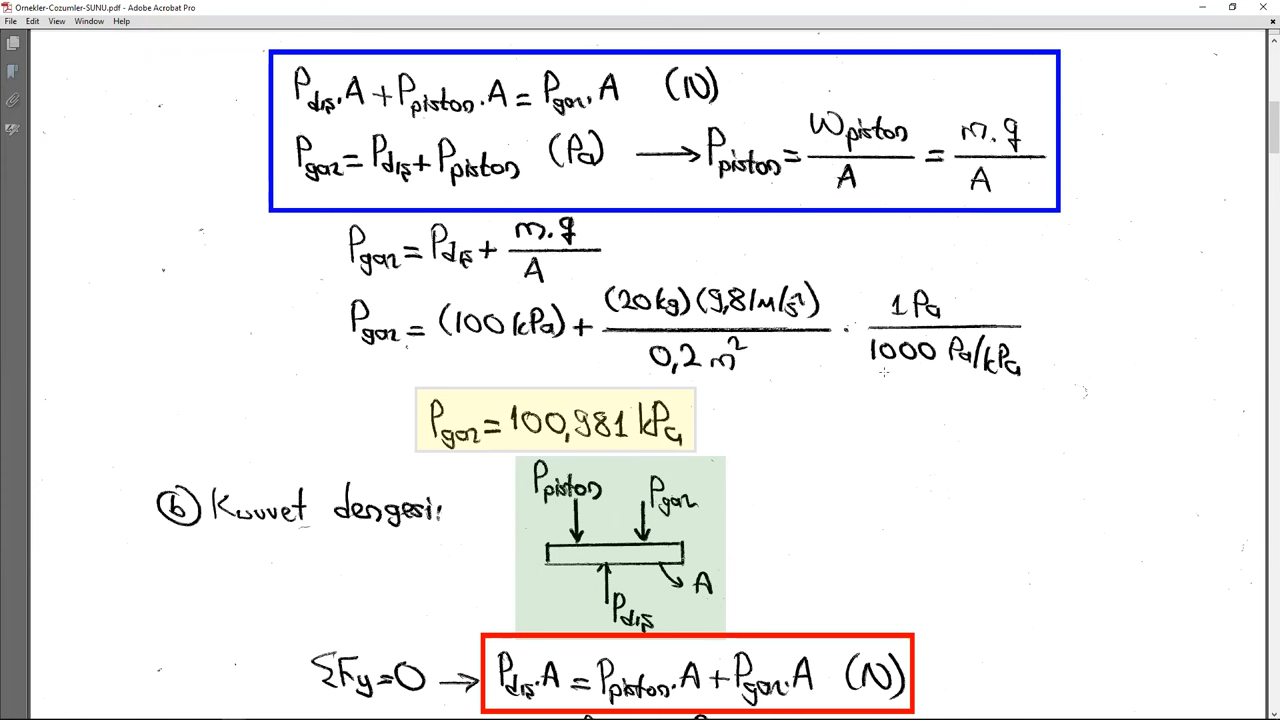 Ornekler-Cozumler-SUNU.pdf - Adobe Acrobat Pro
File Edit View Window Help
Pdış.A + Ppiston.A = Pgaz.A (N)
Pgaz = Pdış + Ppiston (Pa) → Ppiston = Wpiston / A = m.g / A
Pgaz = Pdış + m.g / A
Pgaz = (100 kPa) + (20 kg) (9,81 m/s²) / 0,2 m² . 1 Pa / 1000 Pa/kPa
Pgaz = 100,981 kPa
b Kuvvet dengesi:
Ppiston Pgaz
A
Pdış
ΣFy = 0 → Pdış.A = Ppiston.A + Pgaz.A (N)